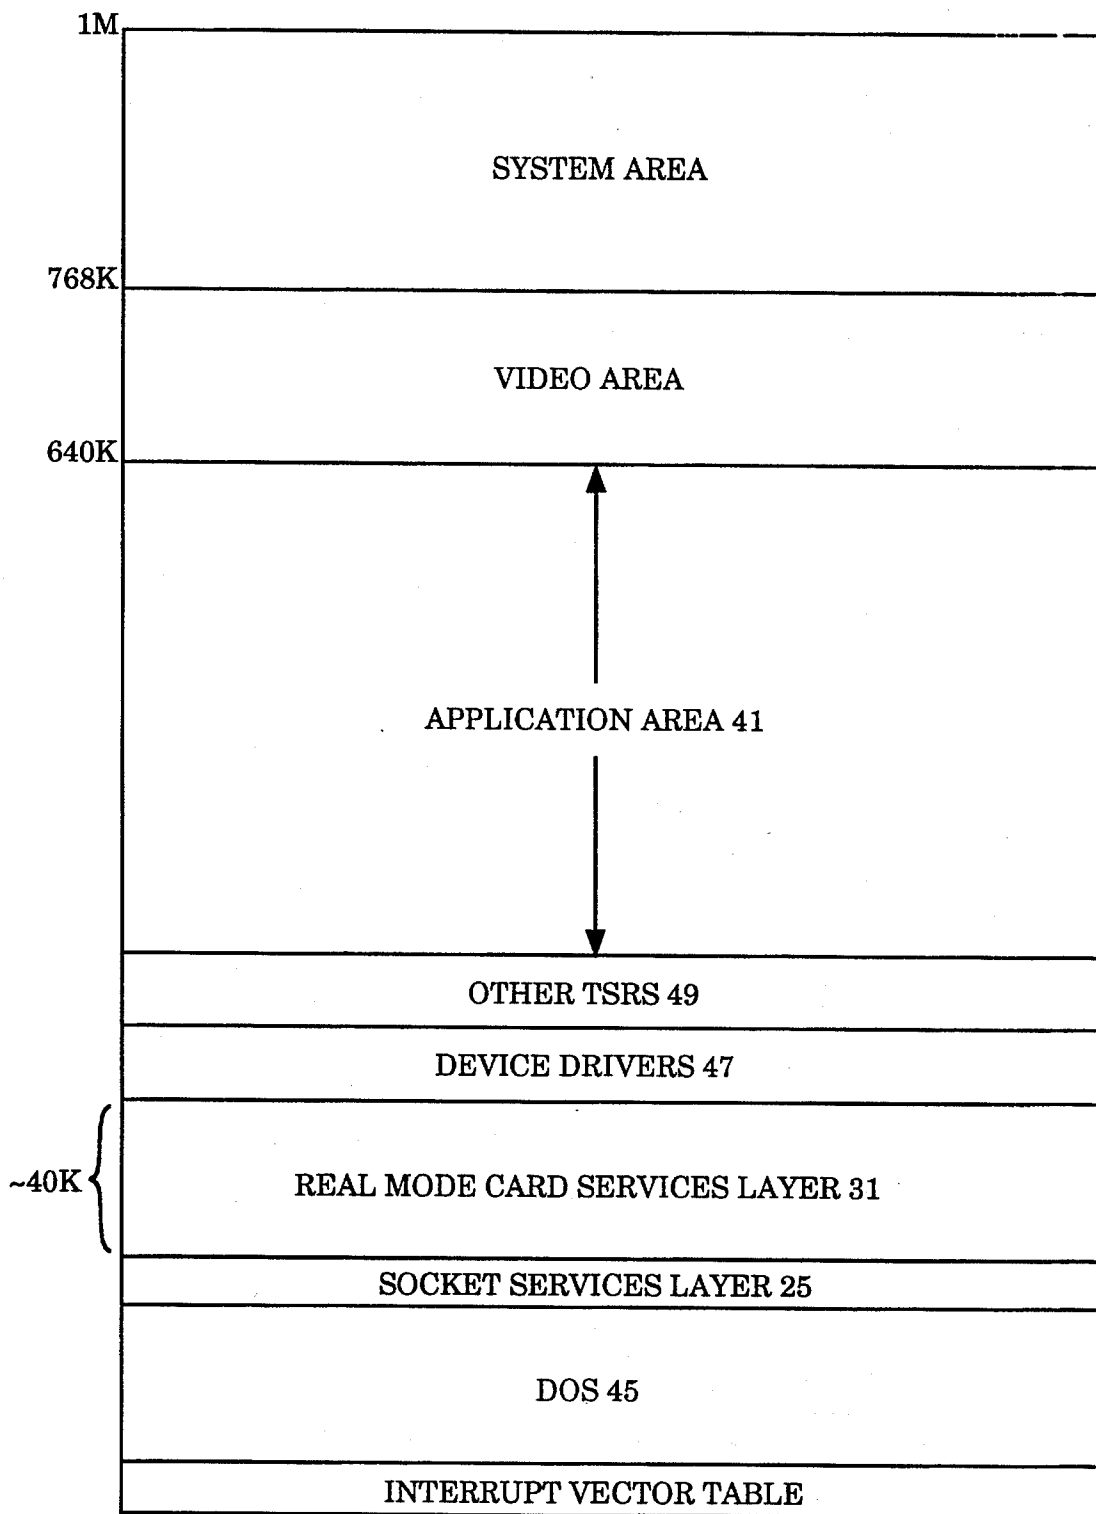 1M
SYSTEM AREA
768K
VIDEO AREA
640K
APPLICATION AREA 41
OTHER TSRS 49
DEVICE DRIVERS 47
~40K
REAL MODE CARD SERVICES LAYER 31
SOCKET SERVICES LAYER 25
DOS 45
INTERRUPT VECTOR TABLE